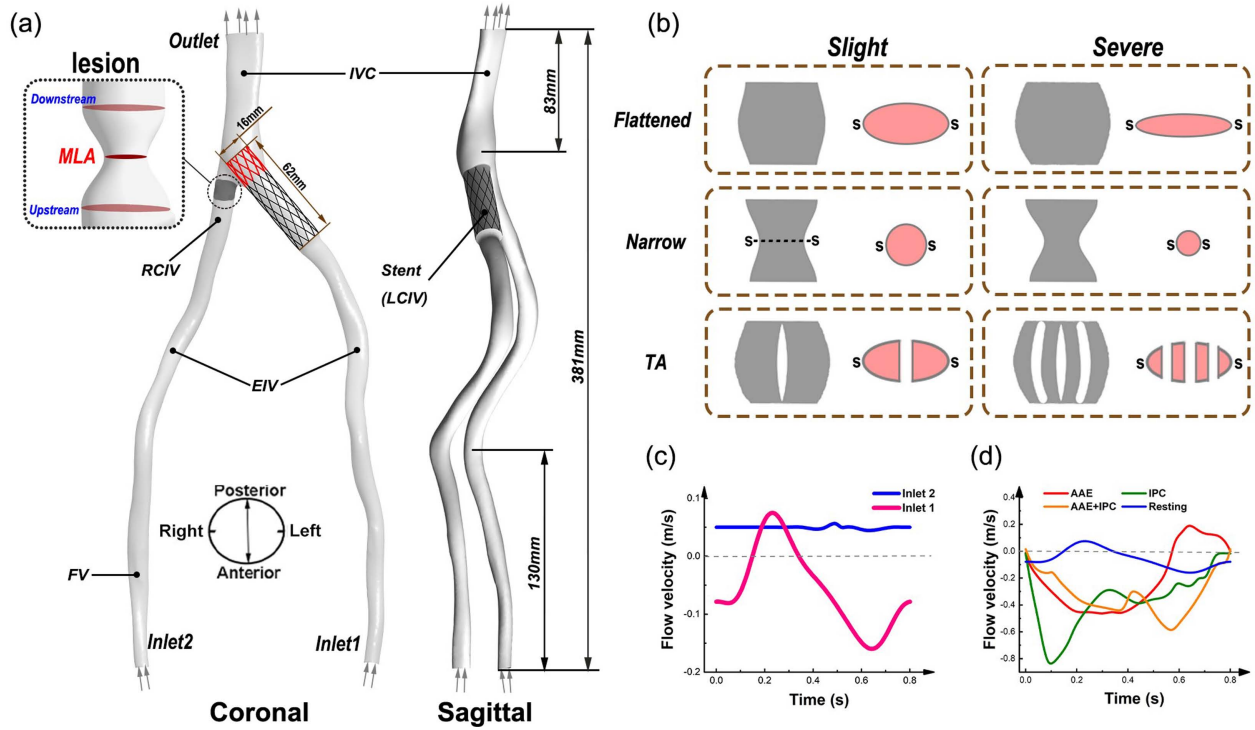 (a)
Outlet
lesion
Downstream
MLA
Upstream
IVC
16mm
62mm
RCIV
Stent
(LCIV)
EIV
Posterior
Right
Left
Anterior
FV
Inlet2
Inlet1
83mm
381mm
130mm
Coronal
Sagittal
(b)
Slight
Severe
Flattened
S S
S S
Narrow
S S
S S
S S
TA
S S
S S
(c)
Inlet 2
Inlet 1
Flow velocity (m/s)
0.1
0.0
-0.1
-0.2
0.0 0.2 0.4 0.6 0.8
Time (s)
(d)
AAE
IPC
AAE+IPC
Resting
Flow velocity (m/s)
0.4
0.2
0.0
-0.2
-0.4
-0.6
-0.8
0.0 0.2 0.4 0.6 0.8
Time (s)